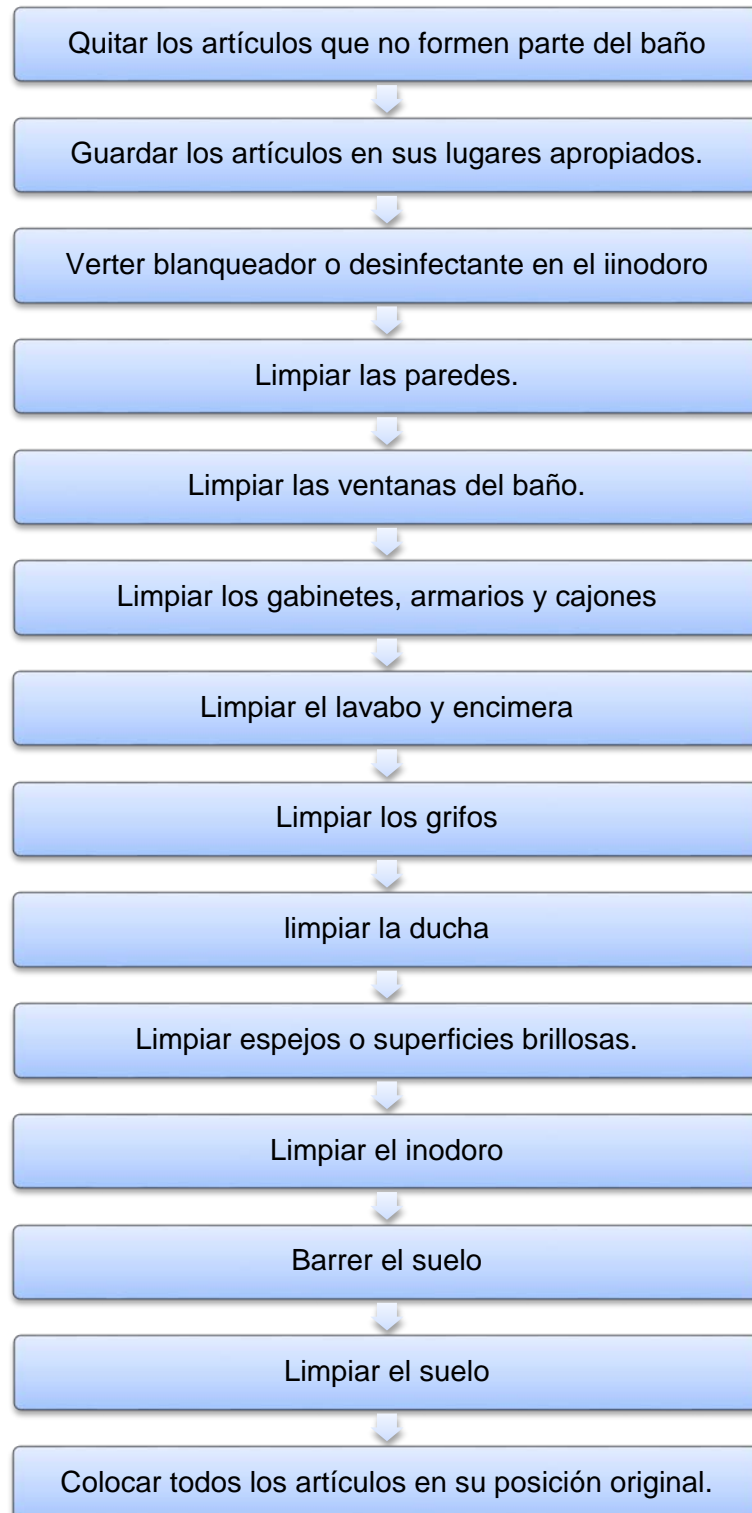 Quitar los artículos que no formen parte del baño
Guardar los artículos en sus lugares apropiados.
Verter blanqueador o desinfectante en el iinodoro
Limpiar las paredes.
Limpiar las ventanas del baño.
Limpiar los gabinetes, armarios y cajones
Limpiar el lavabo y encimera
Limpiar los grifos
limpiar la ducha
Limpiar espejos o superficies brillosas.
Limpiar el inodoro
Barrer el suelo
Limpiar el suelo
Colocar todos los artículos en su posición original.